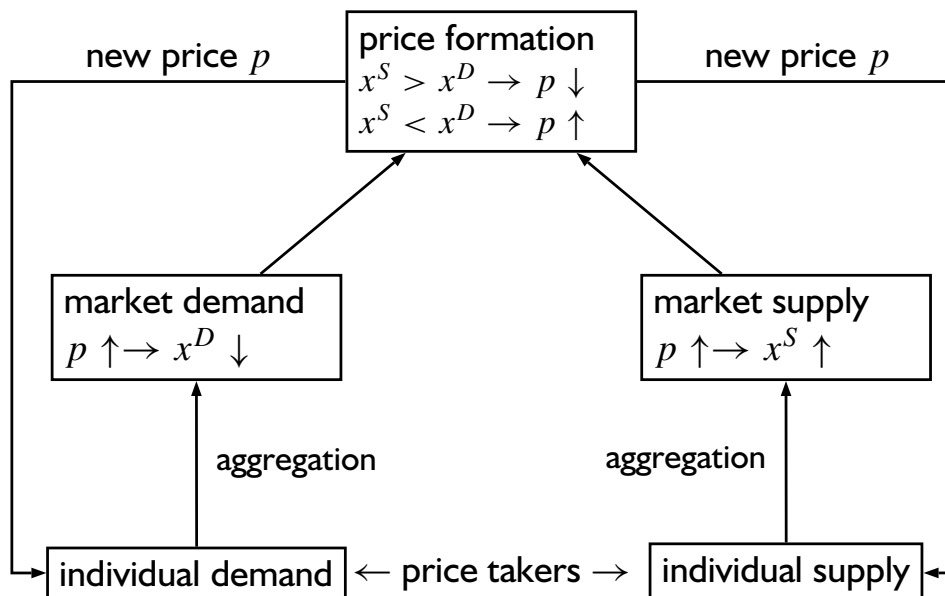 new price p
price formation
x^S > x^D → p ↓
x^S < x^D → p ↑
new price p
market demand
p ↑→ x^D ↓
market supply
p ↑→ x^S ↑
aggregation
aggregation
individual demand
← price takers →
individual supply